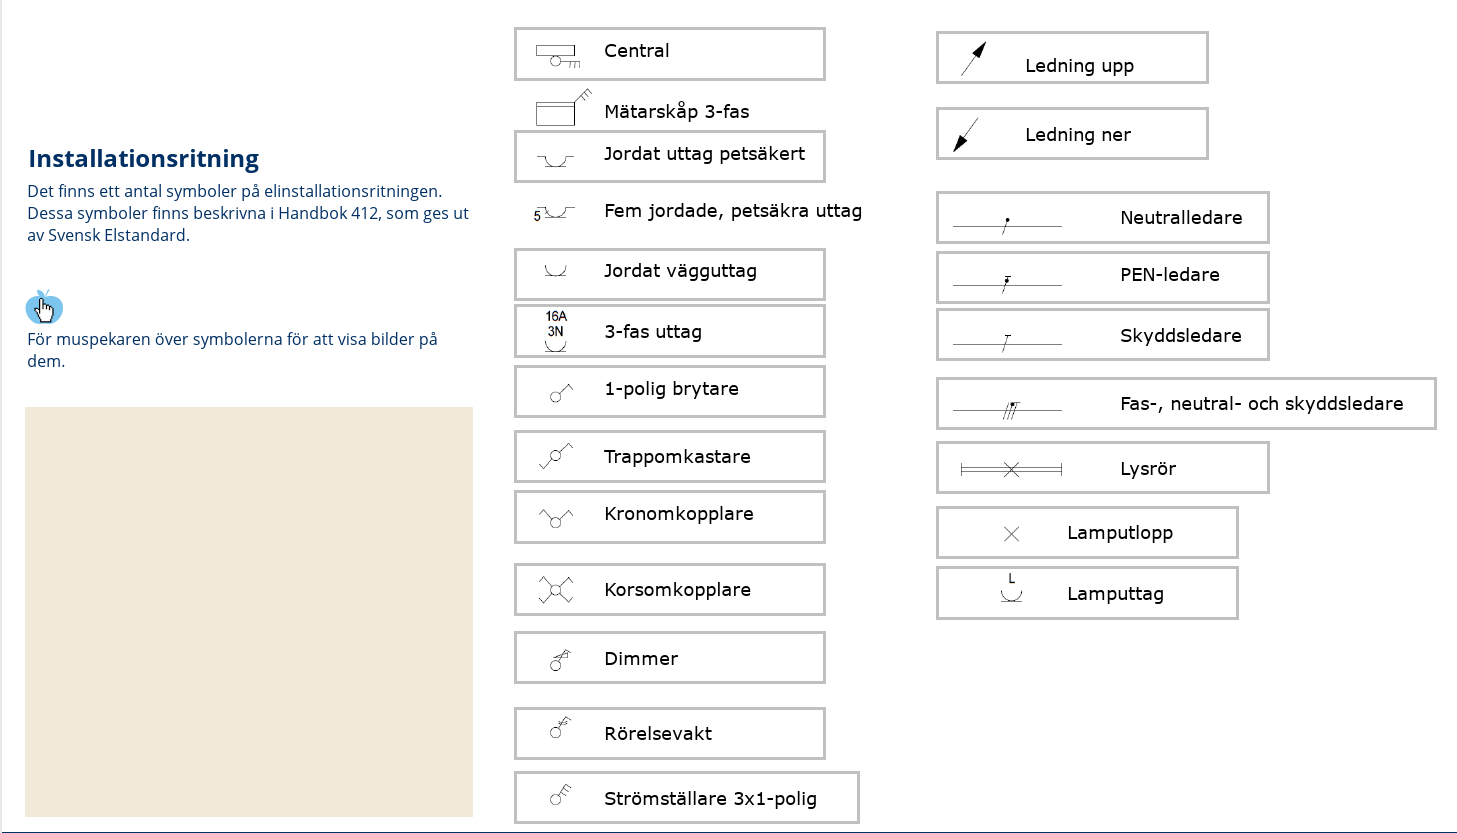 Installationsritning
Det finns ett antal symboler på elinstallationsritningen.
Dessa symboler finns beskrivna i Handbok 412, som ges ut
av Svensk Elstandard.
För muspekaren över symbolerna för att visa bilder på
dem.
Central
Mätarskåp 3-fas
Jordat uttag petsäkert
5
Fem jordade, petsäkra uttag
Jordat vägguttag
16A
3N
3-fas uttag
1-polig brytare
Trappomkastare
Kronomkopplare
Korsomkopplare
Dimmer
Rörelsevakt
Strömställare 3x1-polig
Ledning upp
Ledning ner
Neutralledare
PEN-ledare
Skyddsledare
Fas-, neutral- och skyddsledare
Lysrör
Lamputlopp
L
Lamputtag